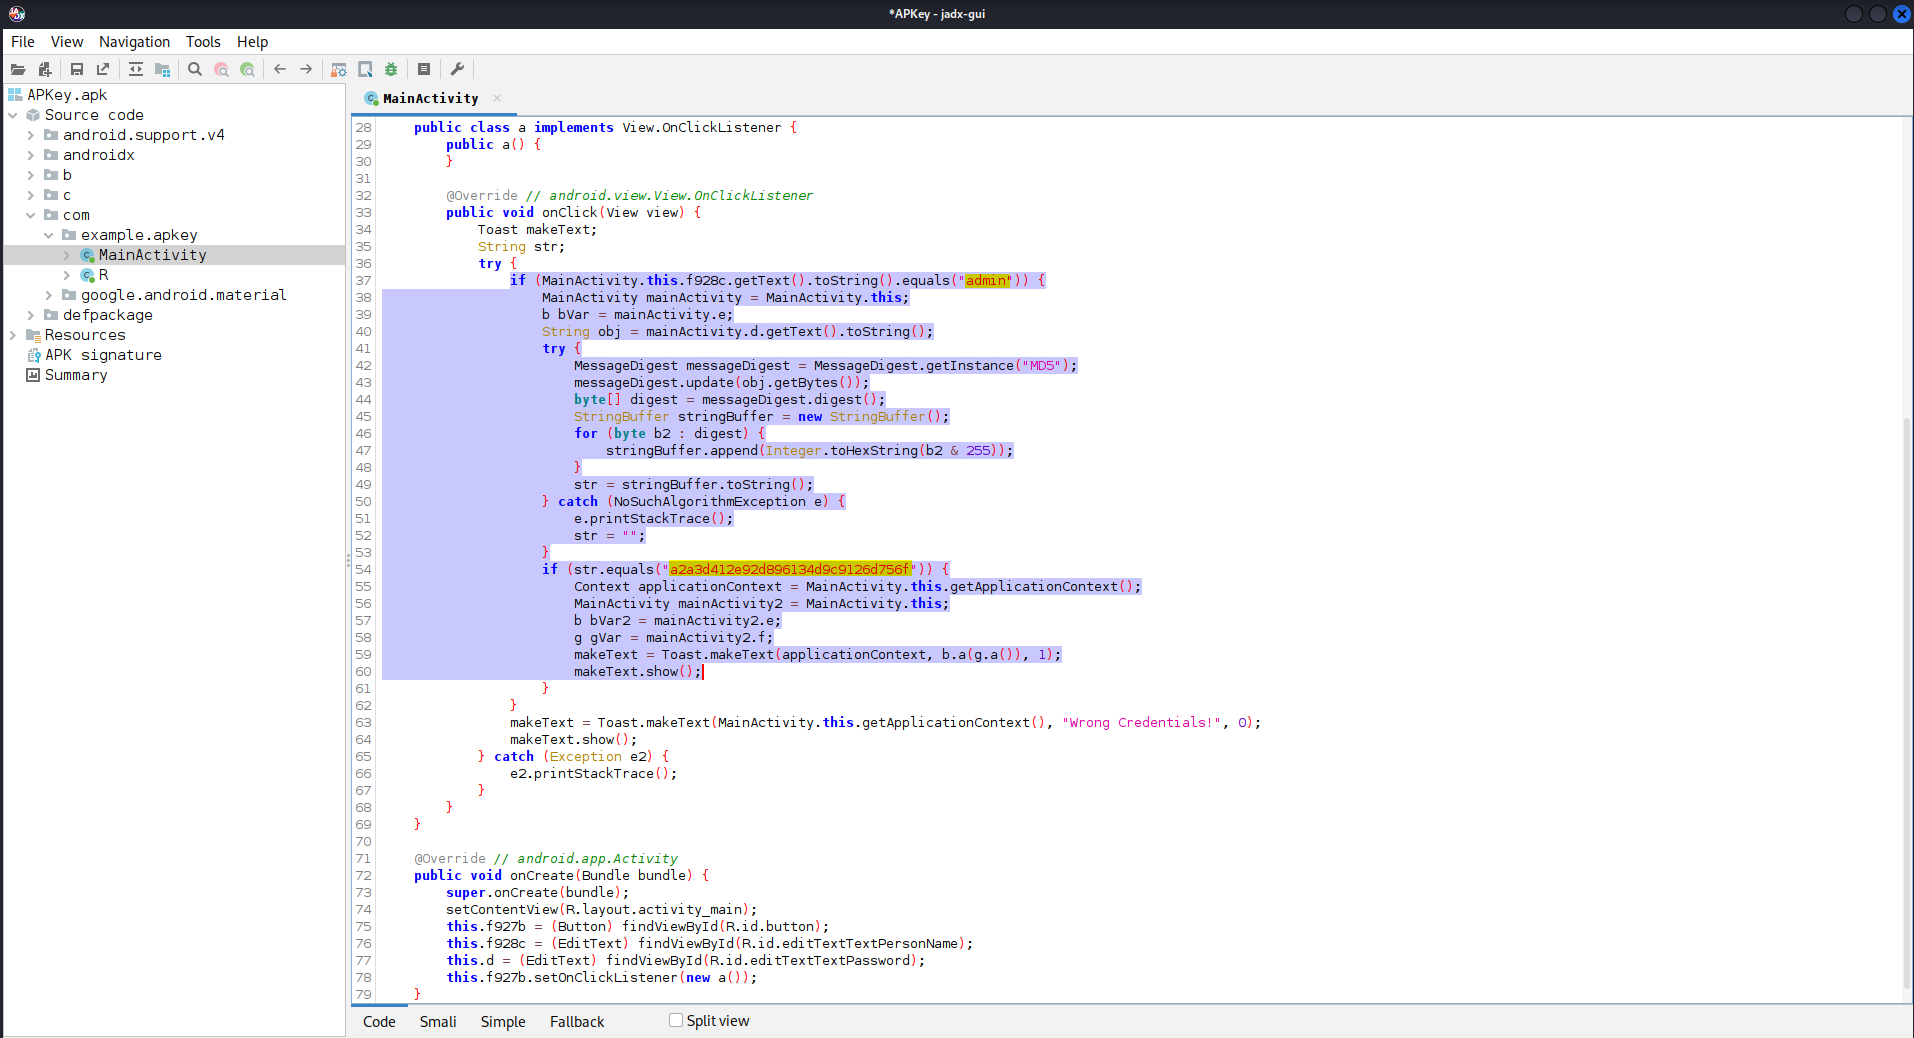 *APKey - jadx-gui
File View Navigation Tools Help
APKey.apk
Source code
android.support.v4
androidx
b
c
com
example.apkey
MainActivity
R
google.android.material
defpackage
Resources
APK signature
Summary
MainActivity
28 public class a implements View.OnClickListener {
29 public a() {
30 }
31
32 @Override // android.view.View.OnClickListener
33 public void onClick(View view) {
34 Toast makeText;
35 String str;
36 try {
37 if (MainActivity.this.f928c.getText().toString().equals("admin")) {
38 MainActivity mainActivity = MainActivity.this;
39 b bVar = mainActivity.e;
40 String obj = mainActivity.d.getText().toString();
41 try {
42 MessageDigest messageDigest = MessageDigest.getInstance("MD5");
43 messageDigest.update(obj.getBytes());
44 byte[] digest = messageDigest.digest();
45 StringBuffer stringBuffer = new StringBuffer();
46 for (byte b2 : digest) {
47 stringBuffer.append(Integer.toHexString(b2 & 255));
48 }
49 str = stringBuffer.toString();
50 } catch (NoSuchAlgorithmException e) {
51 e.printStackTrace();
52 str = "";
53 }
54 if (str.equals("a2a3d412e92d896134d9c9126d756f")) {
55 Context applicationContext = MainActivity.this.getApplicationContext();
56 MainActivity mainActivity2 = MainActivity.this;
57 b bVar2 = mainActivity2.e;
58 g gVar = mainActivity2.f;
59 makeText = Toast.makeText(applicationContext, b.a(g.a()), 1);
60 makeText.show();
61 }
62 }
63 makeText = Toast.makeText(MainActivity.this.getApplicationContext(), "Wrong Credentials!", 0);
64 makeText.show();
65 } catch (Exception e2) {
66 e2.printStackTrace();
67 }
68 }
69 }
70
71 @Override // android.app.Activity
72 public void onCreate(Bundle bundle) {
73 super.onCreate(bundle);
74 setContentView(R.layout.activity_main);
75 this.f927b = (Button) findViewById(R.id.button);
76 this.f928c = (EditText) findViewById(R.id.editTextTextPersonName);
77 this.d = (EditText) findViewById(R.id.editTextTextPassword);
78 this.f927b.setOnClickListener(new a());
79 }
Code Smali Simple Fallback Split view